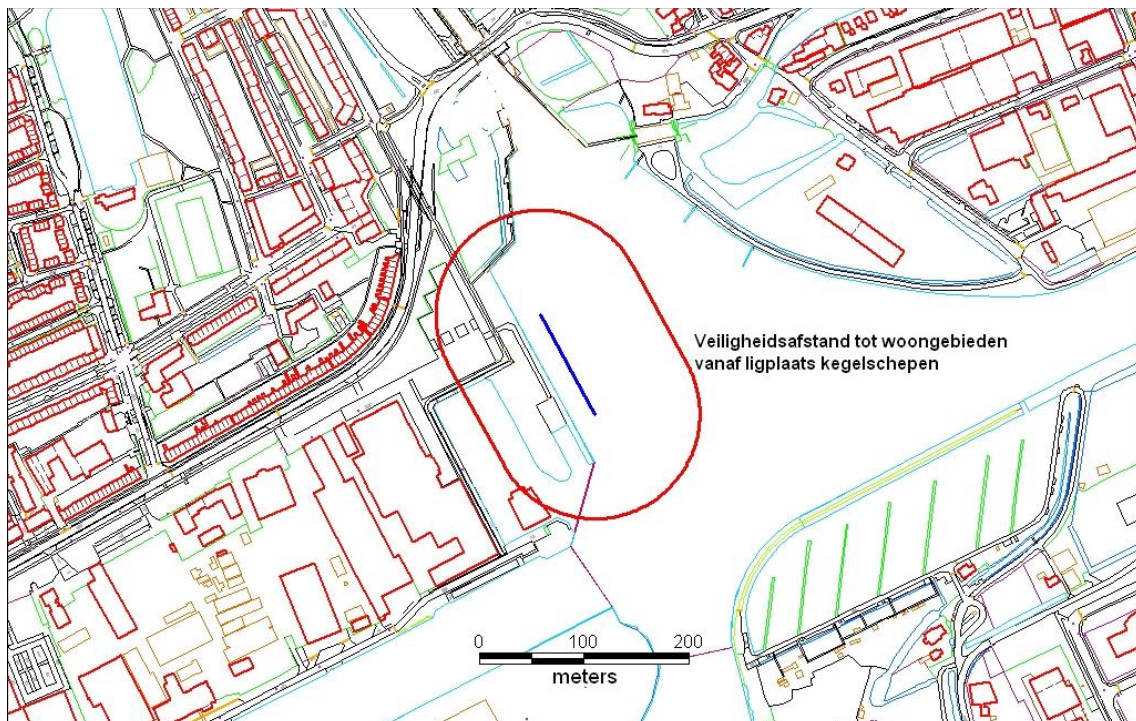 Veiligheidsafstand tot woongebieden
vanaf ligplaats kegelschepen
0 100 200
meters